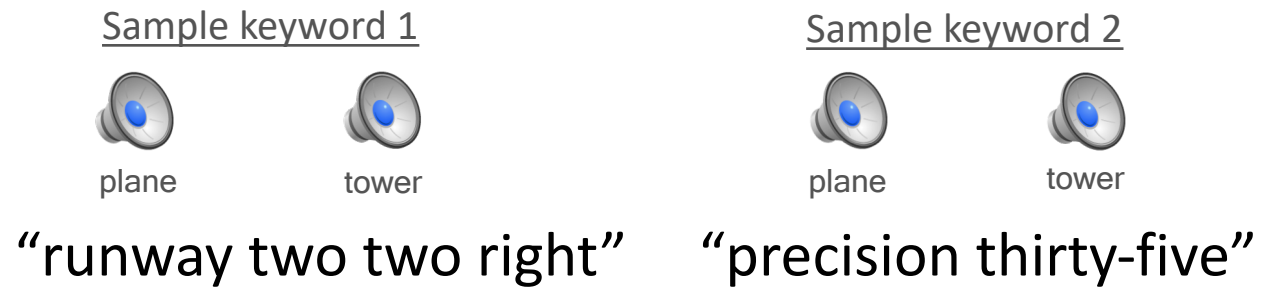 Sample keyword 1
plane
tower
“runway two two right”
Sample keyword 2
plane
tower
“precision thirty-five”